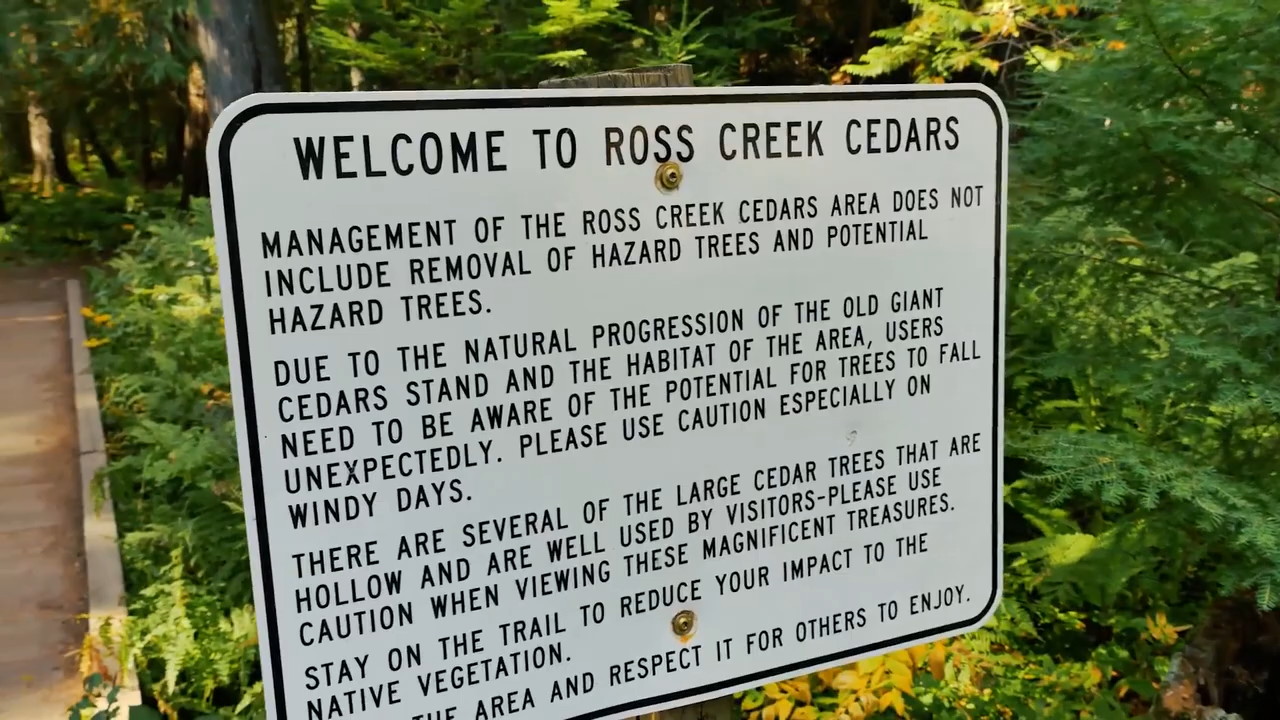 WELCOME TO ROSS CREEK CEDARS
MANAGEMENT OF THE ROSS CREEK CEDARS AREA DOES NOT
INCLUDE REMOVAL OF HAZARD TREES AND POTENTIAL
HAZARD TREES.
DUE TO THE NATURAL PROGRESSION OF THE OLD GIANT
CEDARS STAND AND THE HABITAT OF THE AREA, USERS
NEED TO BE AWARE OF THE POTENTIAL FOR TREES TO FALL
UNEXPECTEDLY. PLEASE USE CAUTION ESPECIALLY ON
WINDY DAYS.
THERE ARE SEVERAL OF THE LARGE CEDAR TREES THAT ARE
HOLLOW AND ARE WELL USED BY VISITORS-PLEASE USE
CAUTION WHEN VIEWING THESE MAGNIFICENT TREASURES.
STAY ON THE TRAIL TO REDUCE YOUR IMPACT TO THE
NATIVE VEGETATION.
THE AREA AND RESPECT IT FOR OTHERS TO ENJOY.